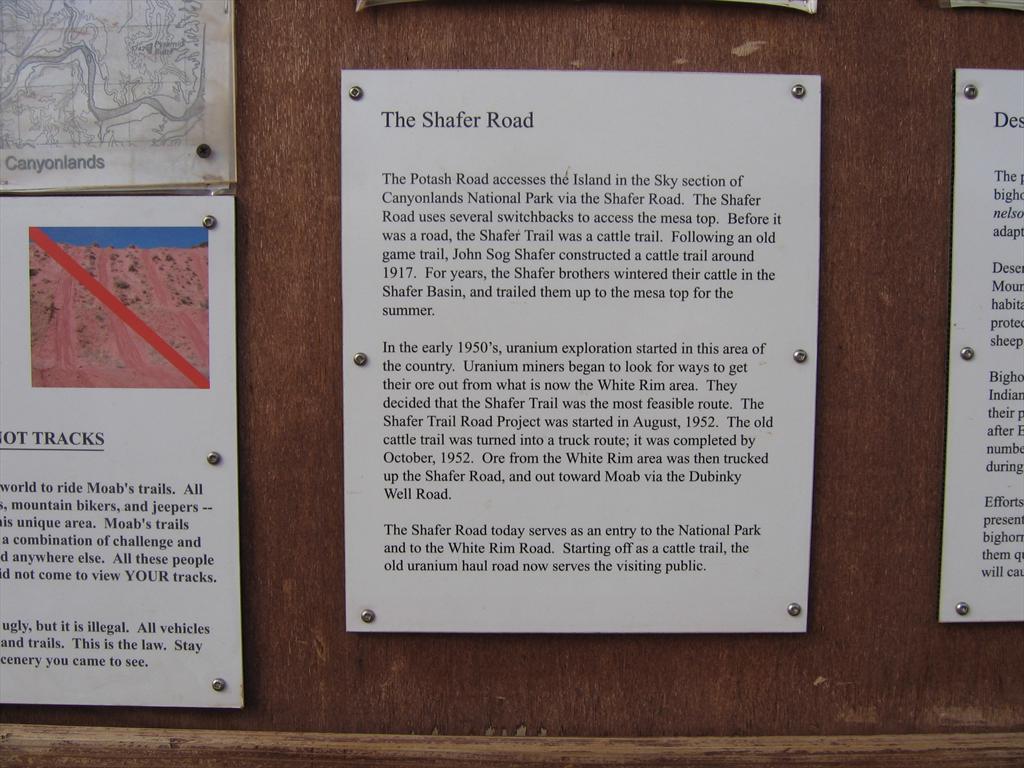 Canyonlands
NOT TRACKS
world to ride Moab's trails. All
s, mountain bikers, and jeepers --
his unique area. Moab's trails
a combination of challenge and
d anywhere else. All these people
did not come to view YOUR tracks.
ugly, but it is illegal. All vehicles
and trails. This is the law. Stay
scenery you came to see.
The Shafer Road
The Potash Road accesses the Island in the Sky section of
Canyonlands National Park via the Shafer Road. The Shafer
Road uses several switchbacks to access the mesa top. Before it
was a road, the Shafer Trail was a cattle trail. Following an old
game trail, John Sog Shafer constructed a cattle trail around
1917. For years, the Shafer brothers wintered their cattle in the
Shafer Basin, and trailed them up to the mesa top for the
summer.
In the early 1950's, uranium exploration started in this area of
the country. Uranium miners began to look for ways to get
their ore out from what is now the White Rim area. They
decided that the Shafer Trail was the most feasible route. The
Shafer Trail Road Project was started in August, 1952. The old
cattle trail was turned into a truck route; it was completed by
October, 1952. Ore from the White Rim area was then trucked
up the Shafer Road, and out toward Moab via the Dubinky
Well Road.
The Shafer Road today serves as an entry to the National Park
and to the White Rim Road. Starting off as a cattle trail, the
old uranium haul road now serves the visiting public.
Des
The p
bigho
nelso
adapt
Deser
Moun
habita
protec
sheep
Bigho
Indian
their p
after E
numbe
during
Efforts
present
bighorn
them qu
will cau